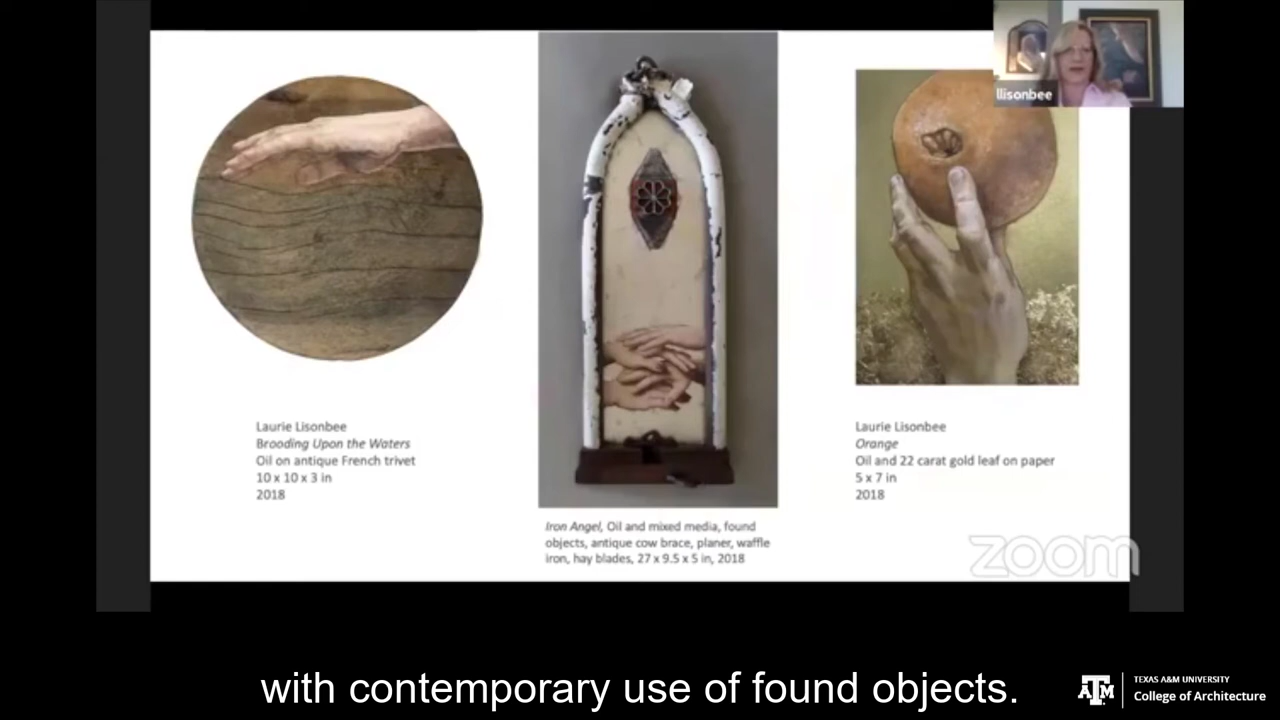 llisonbee
Laurie Lisonbee
Brooding Upon the Waters
Oil on antique French trivet
10 x 10 x 3 in
2018
Iron Angel, Oil and mixed media, found
objects, antique cow brace, planer, waffle
iron, hay blades, 27 x 9.5 x 5 in, 2018
Laurie Lisonbee
Orange
Oil and 22 carat gold leaf on paper
5 x 7 in
2018
zoom
with contemporary use of found objects.
ATM
TEXAS A&M UNIVERSITY
College of Architecture